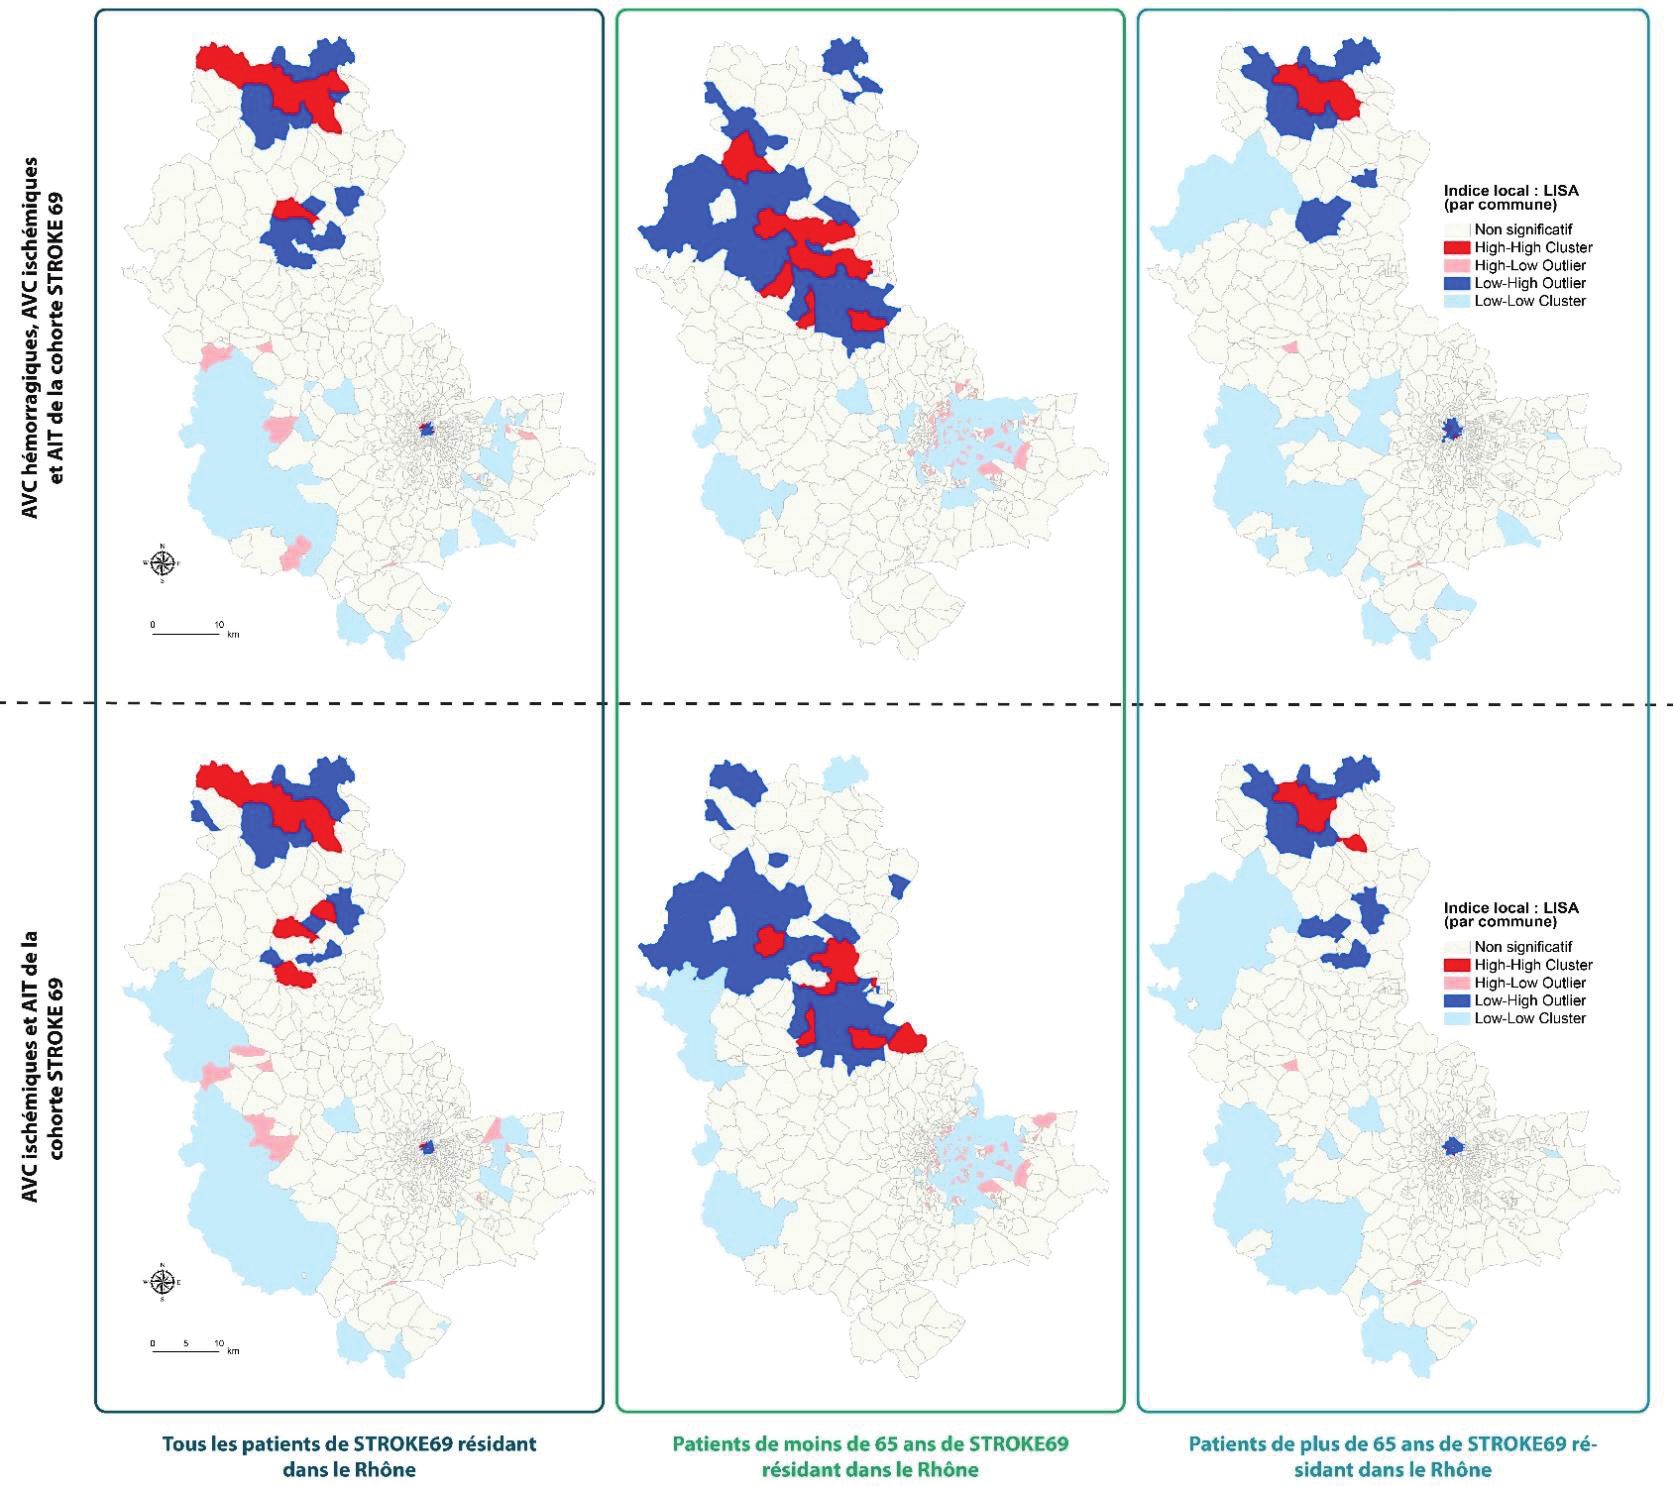 AVC hémorragiques, AVC ischémiques
et AIT de la cohorte STROKE 69
Indice local : LISA
(par commune)
Non significatif
High-High Cluster
High-Low Outlier
Low-High Outlier
Low-Low Cluster
N
S
0 10
km
AVC ischémiques et AIT de la
cohorte STROKE 69
Indice local : LISA
(par commune)
Non significatif
High-High Cluster
High-Low Outlier
Low-High Outlier
Low-Low Cluster
N
W E
S
0 5 10
km
Tous les patients de STROKE69 résidant
dans le Rhône
Patients de moins de 65 ans de STROKE69
résidant dans le Rhône
Patients de plus de 65 ans de STROKE69 ré-
sidant dans le Rhône